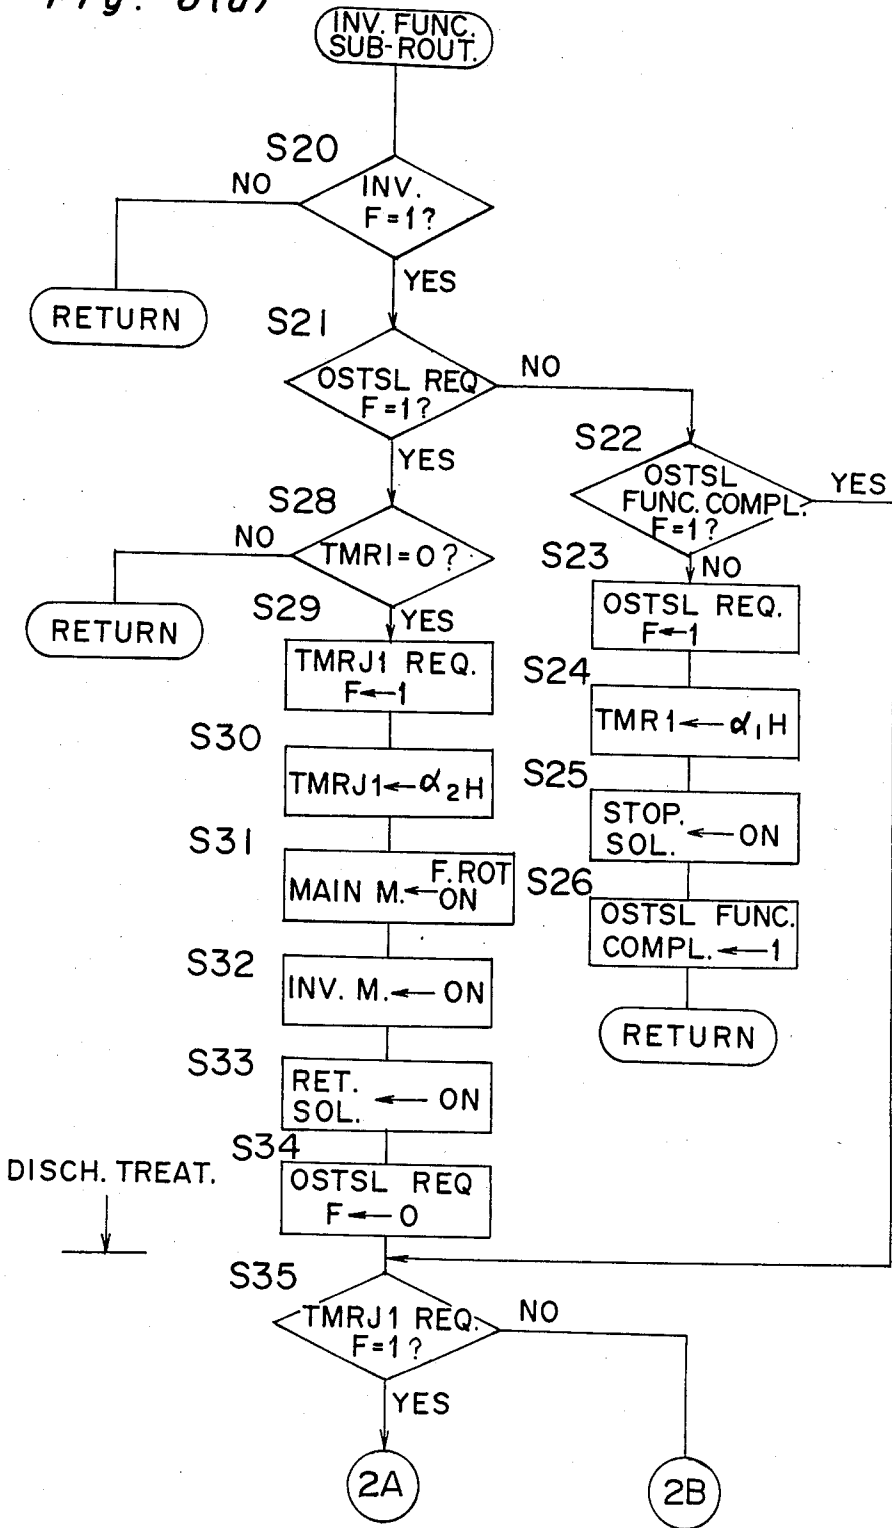 INV. FUNC.
SUB-ROUT.
S20
NO
INV.
F=1?
YES
RETURN
S21
OSTSL REQ
F=1?
NO
YES
S22
OSTSL
FUNC. COMPL.
F=1?
YES
NO
S28
NO
TMR1=0?
YES
RETURN
S29
TMRJ1 REQ.
F←1
S23
OSTSL REQ.
F←1
S30
TMRJ1←α2H
S24
TMR1←α1H
S31
F.ROT
MAIN M.←ON
S25
STOP.
SOL. ←ON
S32
INV. M.←ON
S26
OSTSL FUNC.
COMPL.←1
RETURN
S33
RET.
SOL. ←ON
S34
OSTSL REQ
F←0
DISCH. TREAT.
S35
TMRJ1 REQ.
F=1?
NO
YES
2A
2B